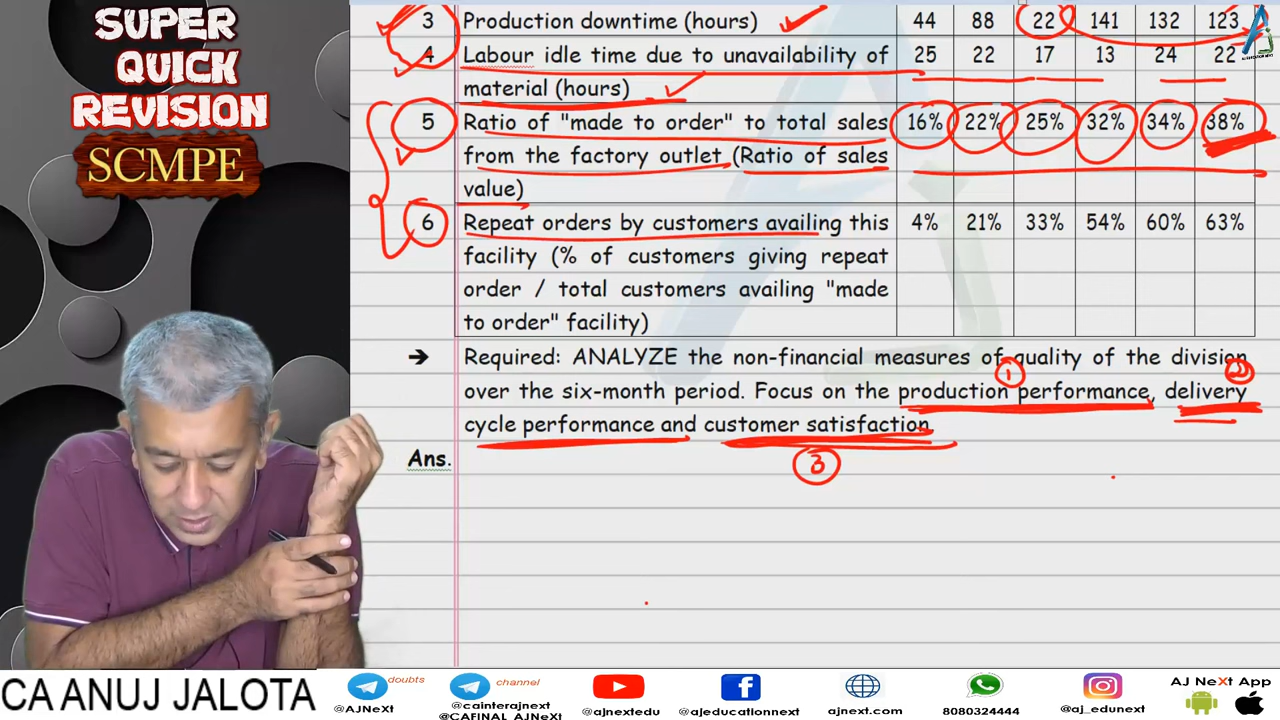 SUPER
QUICK
REVISION
SCMPE
3 Production downtime (hours) 44 88 22 141 132 123
4 Labour idle time due to unavailability of material (hours) 25 22 17 13 24 22
5 Ratio of "made to order" to total sales from the factory outlet (Ratio of sales value) 16% 22% 25% 32% 34% 38%
6 Repeat orders by customers availing this facility (% of customers giving repeat order / total customers availing "made to order" facility) 4% 21% 33% 54% 60% 63%
➔ Required: ANALYZE the non-financial measures of quality of the division
over the six-month period. Focus on the production performance, delivery
cycle performance and customer satisfaction
1
2
3
Ans.
CA ANUJ JALOTA
doubts
@AJNeXt
channel
@cainterajnext
@CAFINAL_AJNeXt
@ajnextedu
@ajeducationnext
ajnext.com
8080324444
@aj_edunext
AJ NeXt App